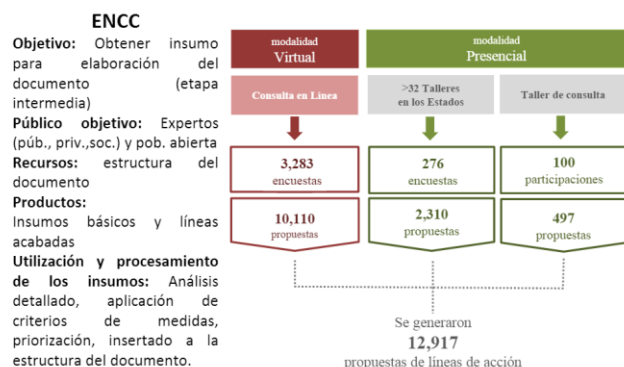 ENCC
Objetivo: Obtener insumo
para elaboración del
documento (etapa
intermedia)
Público objetivo: Expertos
(púb., priv.,soc.) y pob. abierta
Recursos: estructura del
documento
Productos:
Insumos básicos y líneas
acabadas
Utilización y procesamiento
de los insumos: Análisis
detallado, aplicación de
criterios de medidas,
priorización, insertado a la
estructura del documento.
modalidad
Virtual
modalidad
Presencial
Consulta en Línea
>32 Talleres
en los Estados
Taller de consulta
3,283
encuestas
276
encuestas
100
participaciones
10,110
propuestas
2,310
propuestas
497
propuestas
Se generaron
12,917
propuestas de líneas de acción